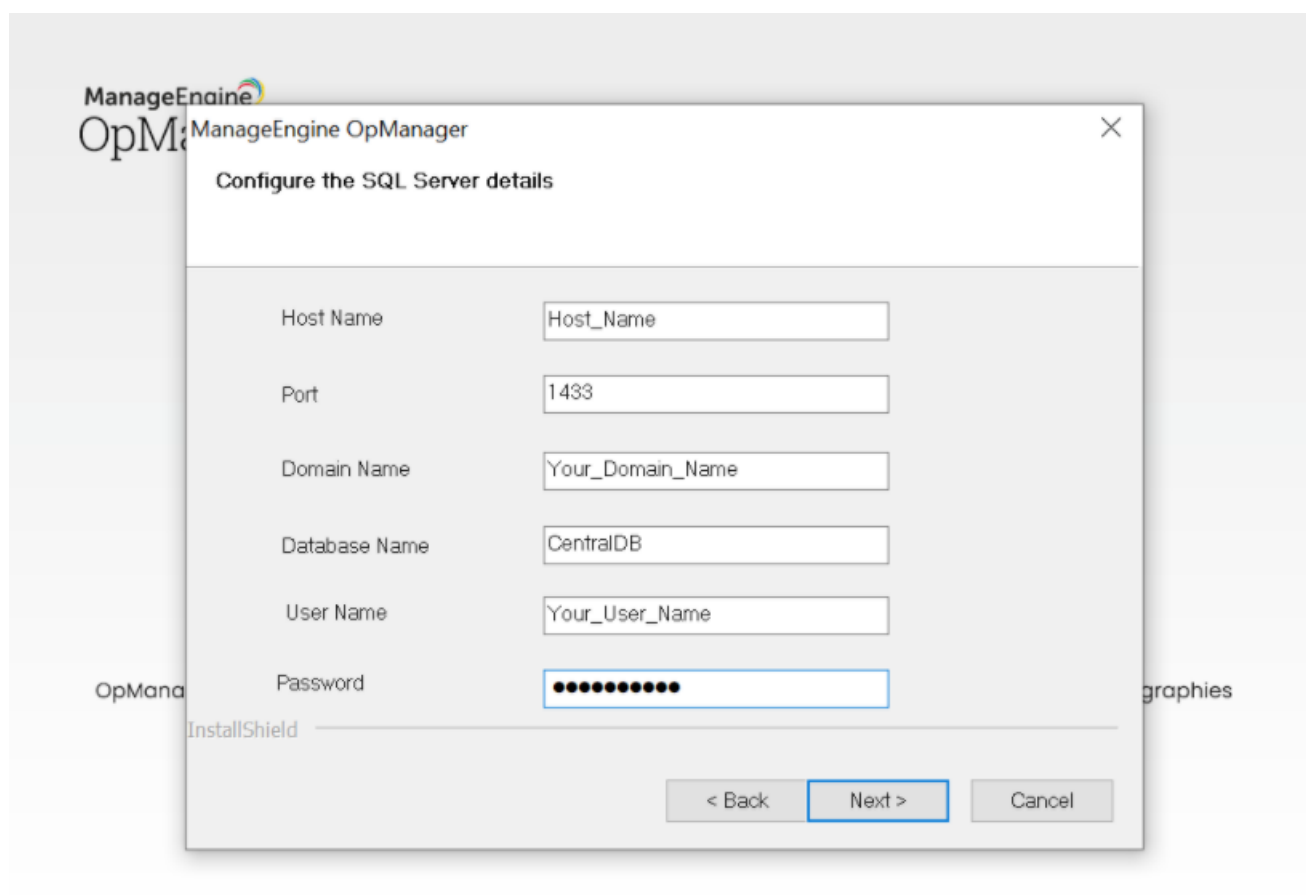 ManageEngine
OpMa
ManageEngine OpManager
Configure the SQL Server details
Host Name Host_Name
Port 1433
Domain Name Your_Domain_Name
Database Name CentralDB
User Name Your_User_Name
Password ●●●●●●●●●●
OpMana
graphies
InstallShield
< Back Next > Cancel